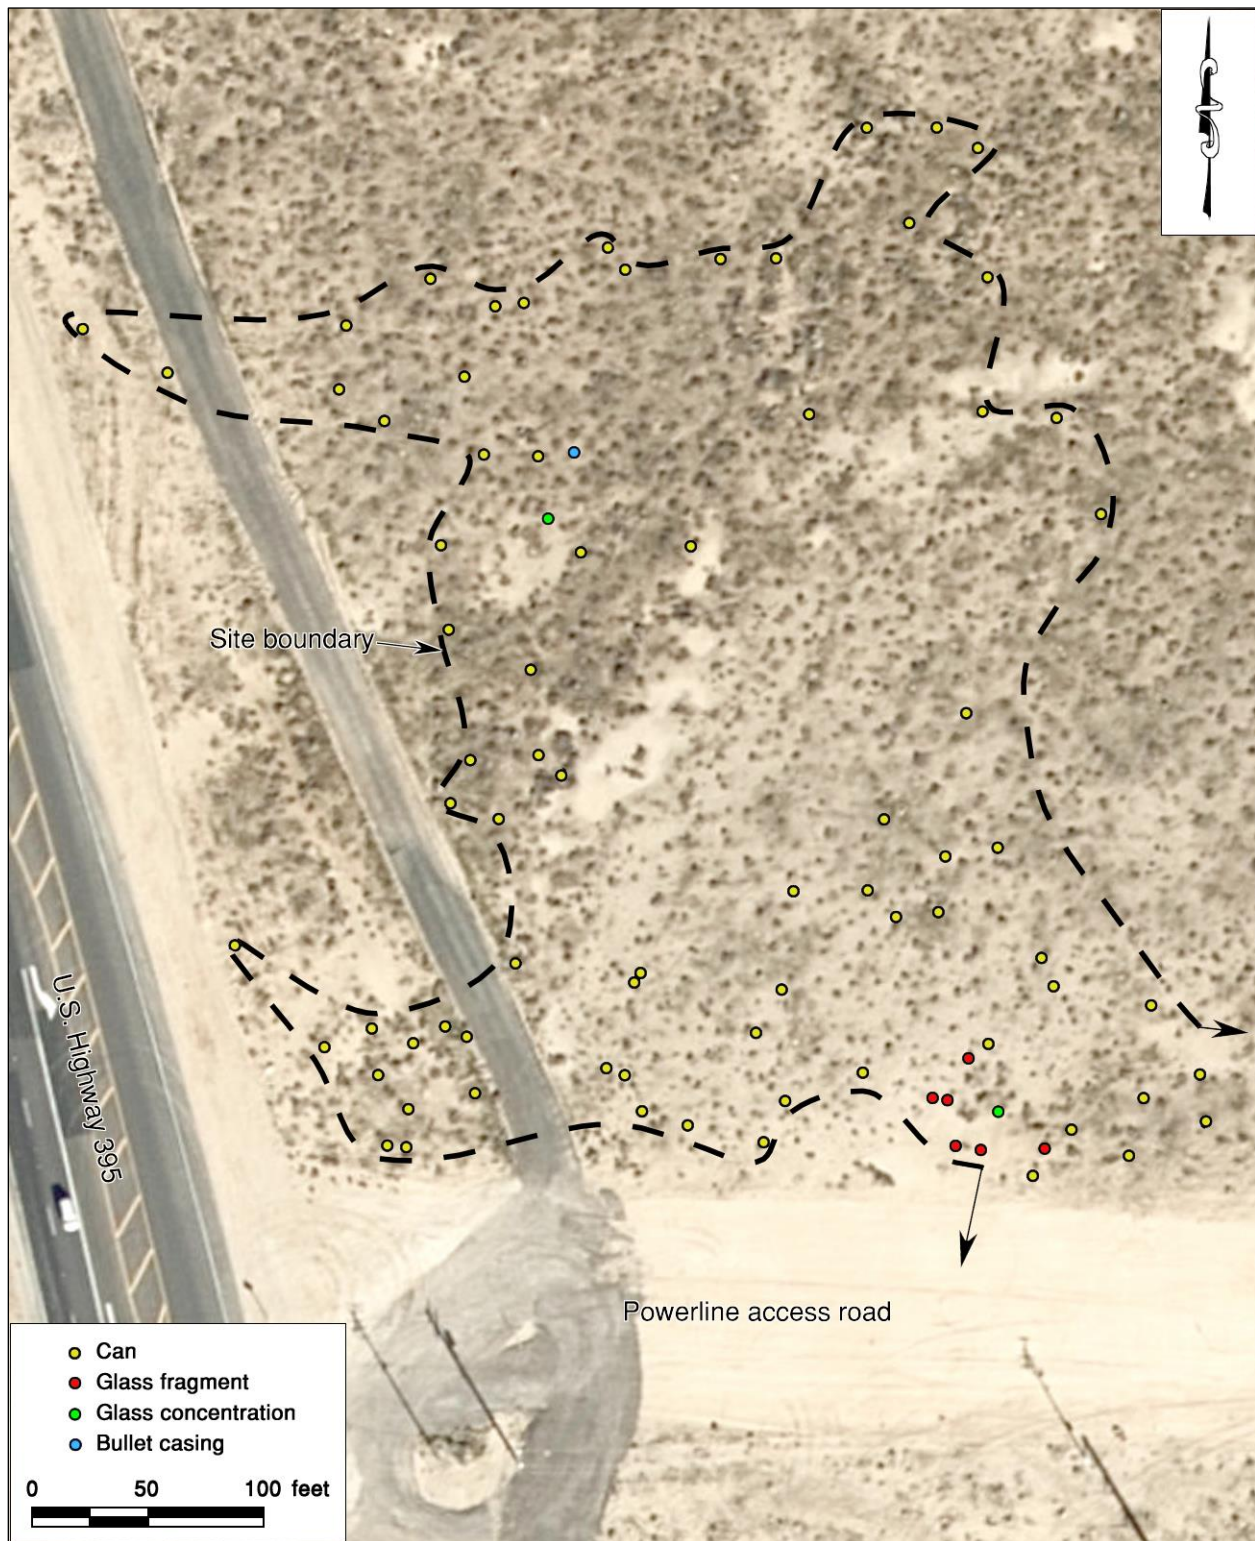 Site boundary
U.S. Highway 395
Powerline access road
Can
Glass fragment
Glass concentration
Bullet casing
0 50 100 feet